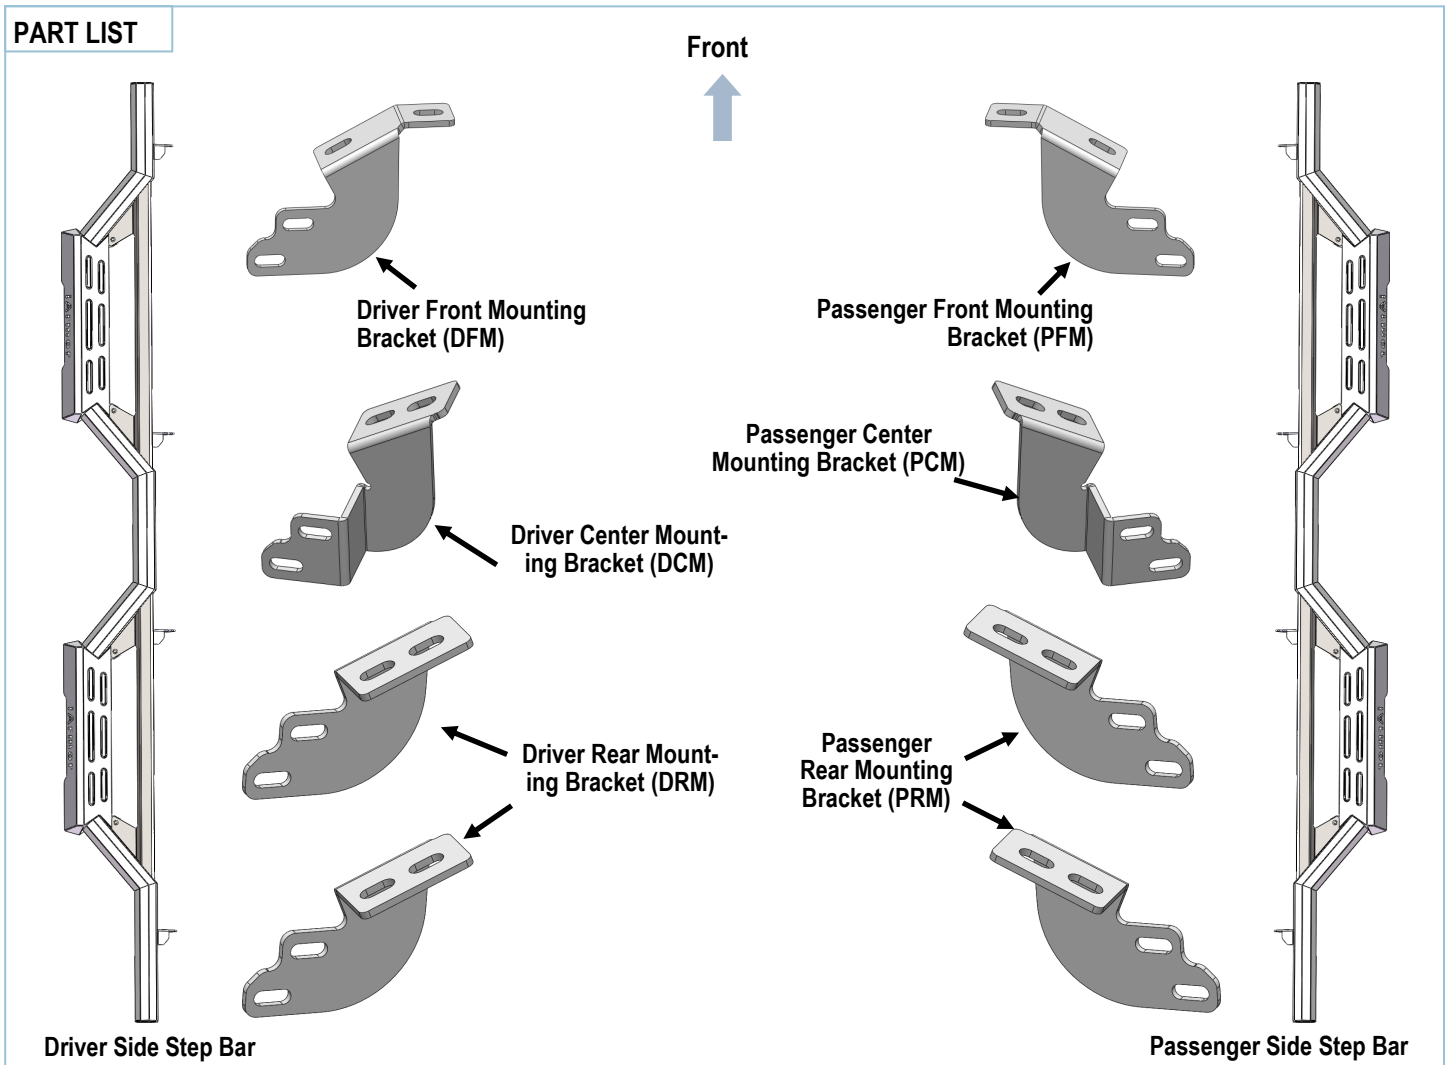 PART LIST
Front
Driver Front Mounting
Bracket (DFM)
Passenger Front Mounting
Bracket (PFM)
Passenger Center
Mounting Bracket (PCM)
Driver Center Mount-
ing Bracket (DCM)
Driver Rear Mount-
ing Bracket (DRM)
Passenger
Rear Mounting
Bracket (PRM)
Driver Side Step Bar
Passenger Side Step Bar